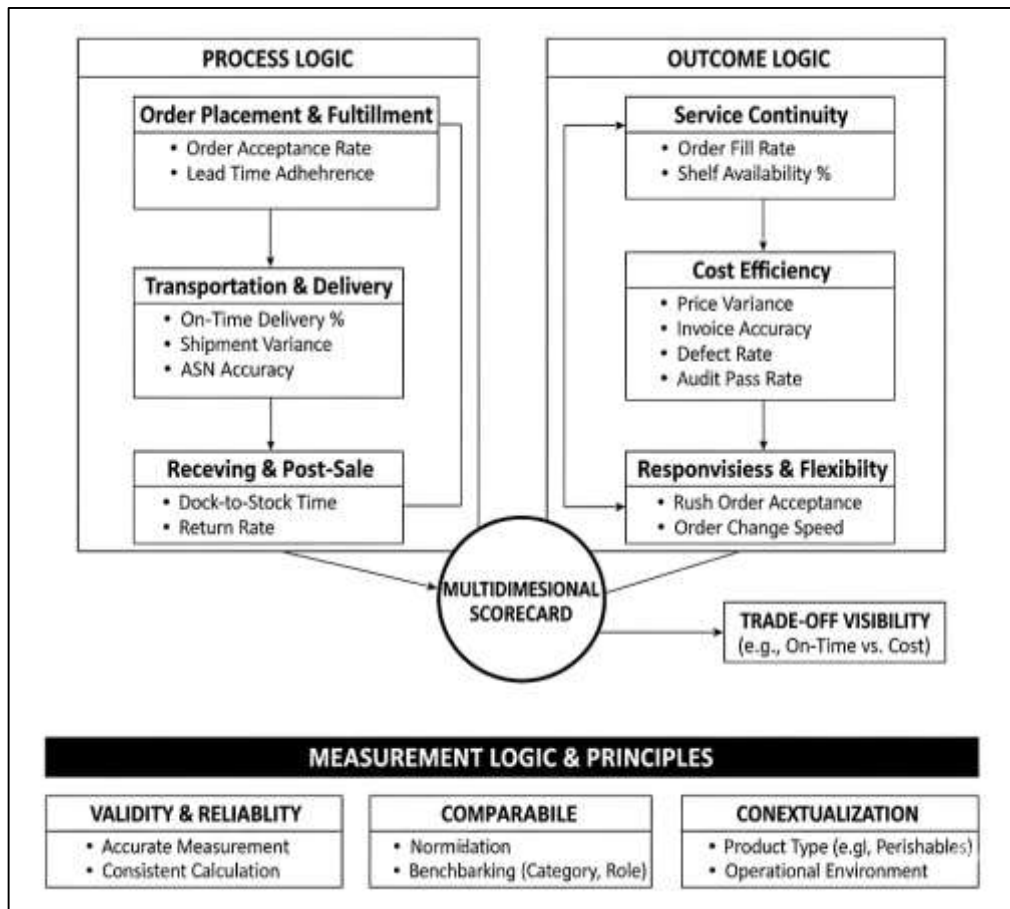 PROCESS LOGIC
Order Placement & Fultillment
• Order Acceptance Rate
• Lead Time Adhehrence
Transportation & Delivery
• On-Time Delivery %
• Shipment Variance
• ASN Accuracy
Receving & Post-Sale
• Dock-to-Stock Time
• Return Rate
OUTCOME LOGIC
Service Continuity
• Order Fill Rate
• Shelf Availability %
Cost Efficiency
• Price Variance
• Invoice Accuracy
• Defect Rate
• Audit Pass Rate
Responvisiess & Flexibilty
• Rush Order Acceptance
• Order Change Speed
MULTIDIMESIONAL
SCORECARD
TRADE-OFF VISIBILITY
(e.g., On-Time vs. Cost)
MEASUREMENT LOGIC & PRINCIPLES
VALIDITY & RELIABLITY
• Accurate Measurement
• Consistent Calculation
COMPARABILE
• Normidation
• Benchbarking (Category, Role)
CONEXTUALIZATION
• Product Type (e.gl, Perishables)
• Operational Environment